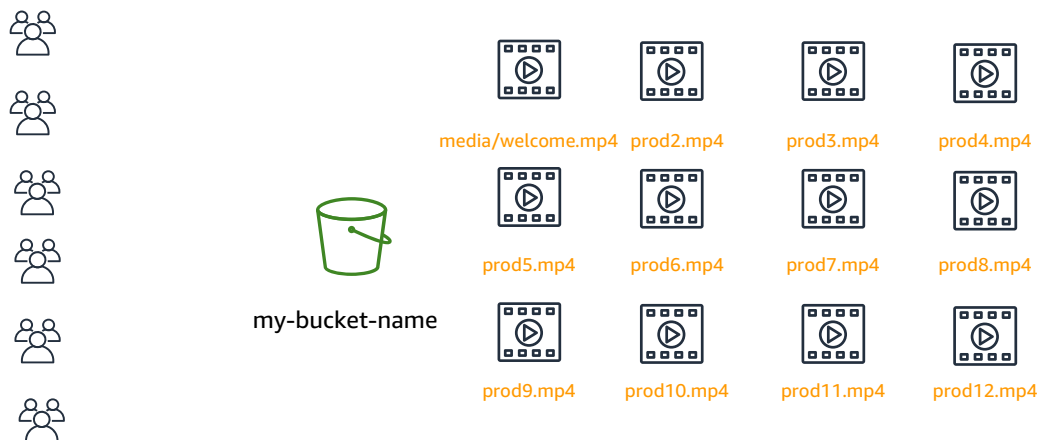 media/welcome.mp4 prod2.mp4 prod3.mp4 prod4.mp4
prod5.mp4 prod6.mp4 prod7.mp4 prod8.mp4
my-bucket-name
prod9.mp4 prod10.mp4 prod11.mp4 prod12.mp4